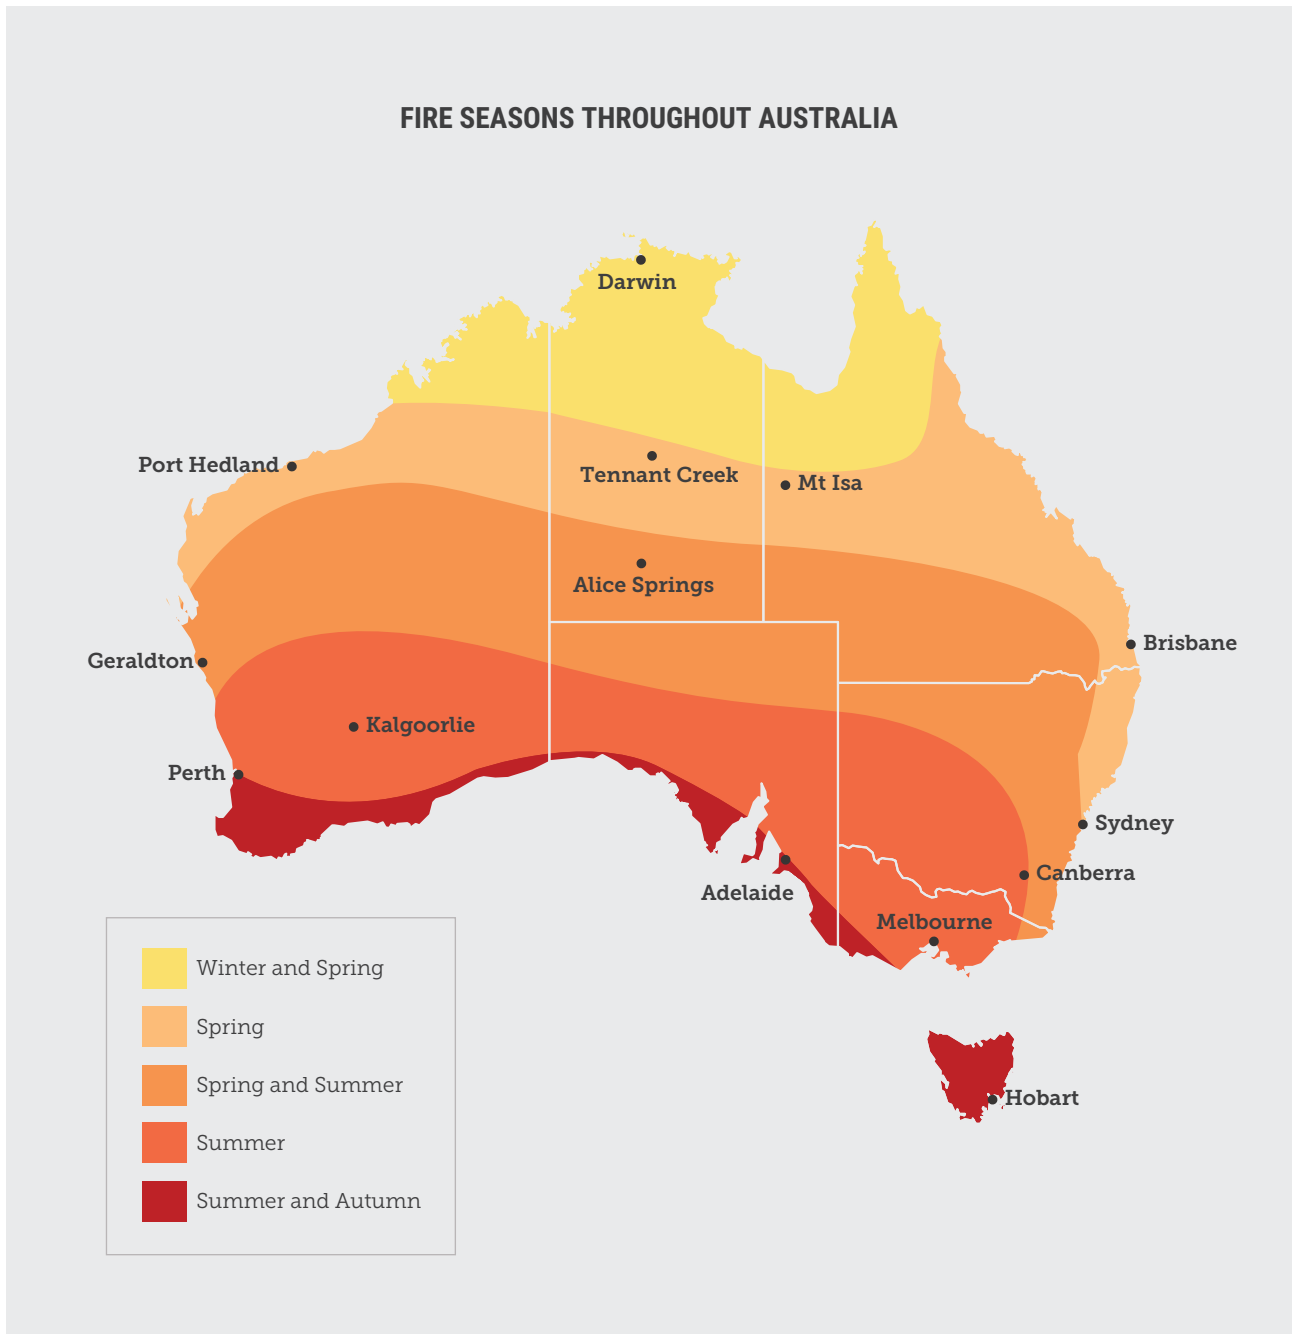 FIRE SEASONS THROUGHOUT AUSTRALIA
Darwin
Port Hedland
Tennant Creek
Mt Isa
Alice Springs
Brisbane
Geraldton
Kalgoorlie
Perth
Sydney
Canberra
Adelaide
Melbourne
Hobart
Winter and Spring
Spring
Spring and Summer
Summer
Summer and Autumn